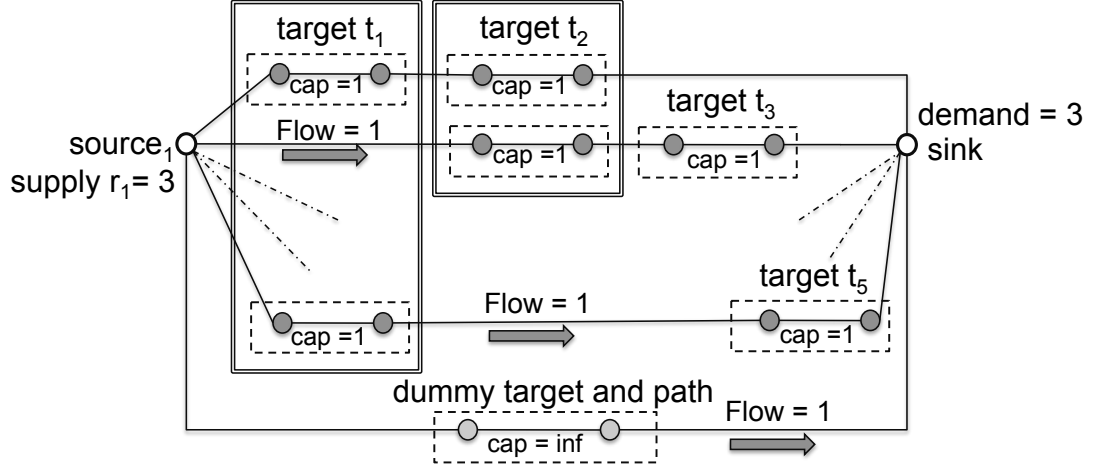 target t₁
target t₂
cap =1
cap =1
target t₃
demand = 3
source₁
Flow = 1
cap =1
cap =1
sink
supply r₁= 3
target t₅
Flow = 1
cap =1
cap =1
dummy target and path
Flow = 1
cap = inf